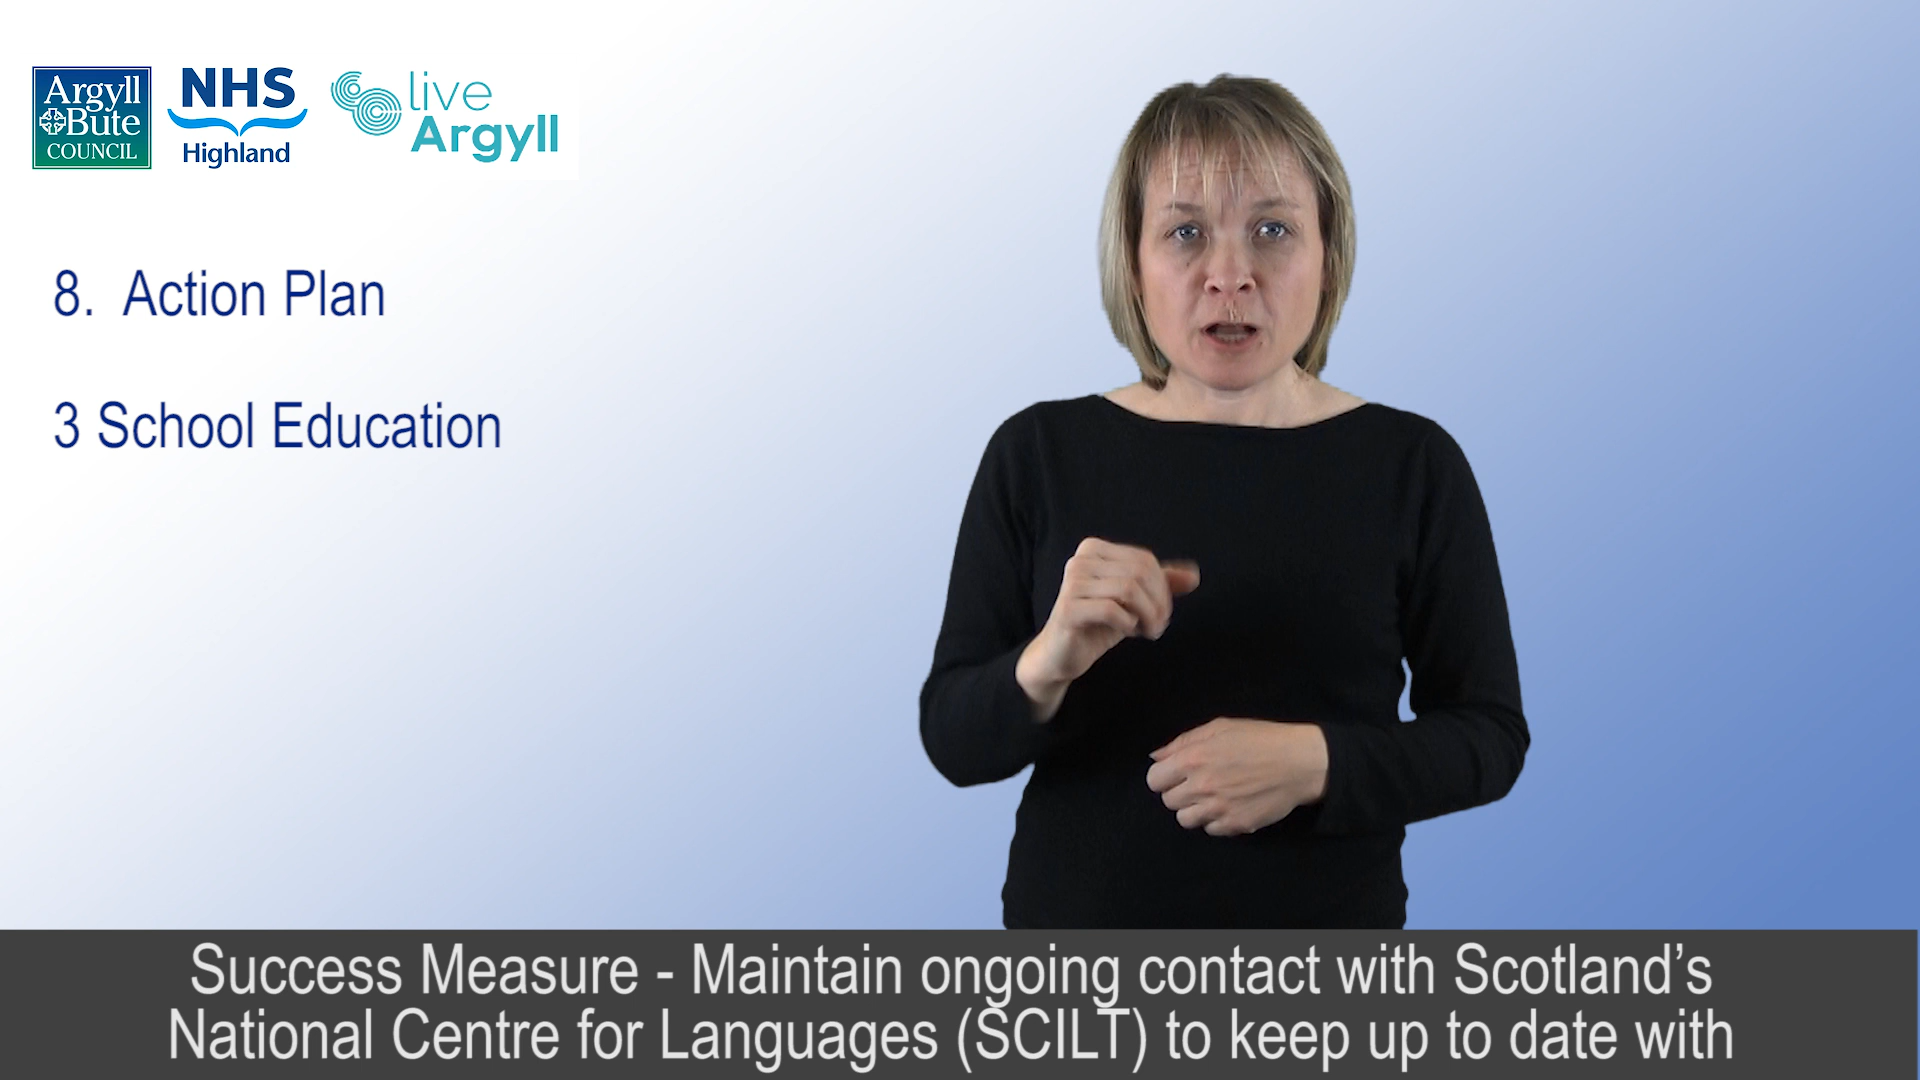 Argyll
Bute
COUNCIL
NHS
Highland
live
Argyll
8. Action Plan
3 School Education
Success Measure - Maintain ongoing contact with Scotland’s
National Centre for Languages (SCILT) to keep up to date with